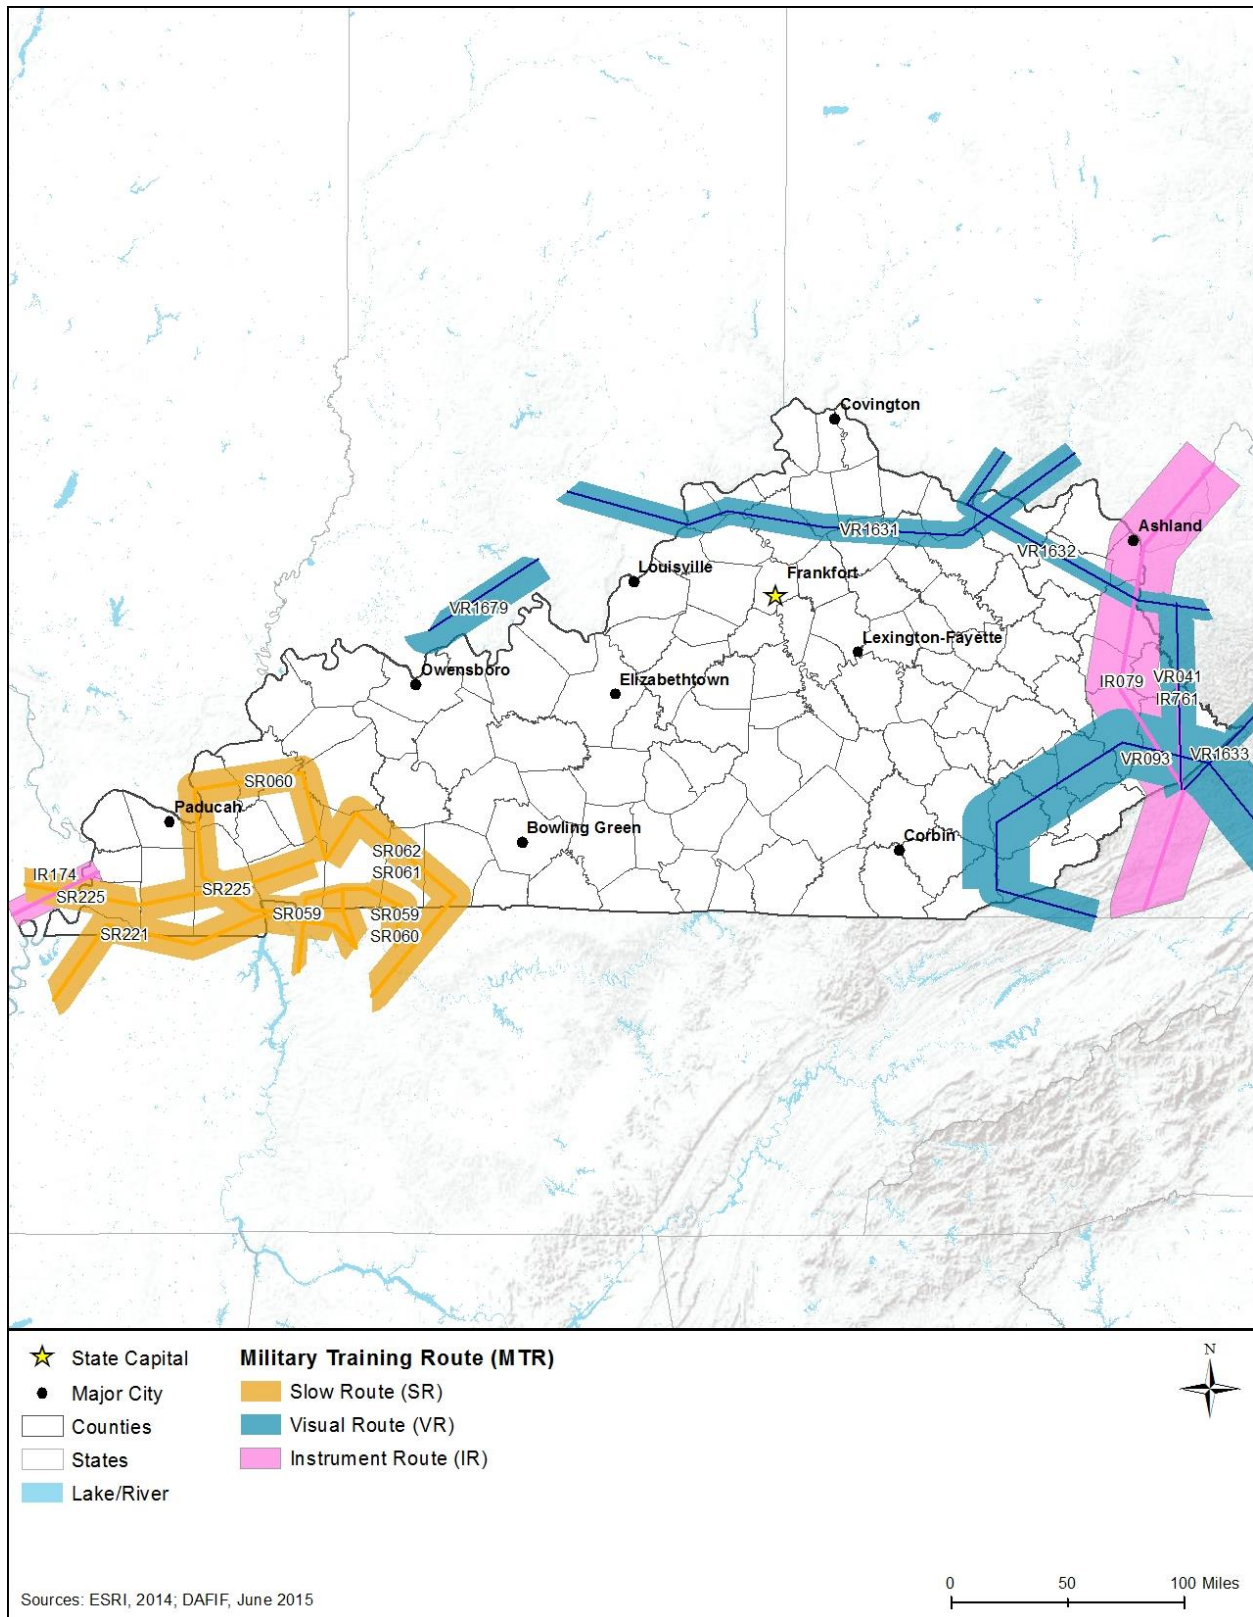 Covington
Ashland
VR1631
VR1632
Louisville
Frankfort
VR1679
Lexington-Fayette
Owensboro
Elizabethtown
IR079
VR041
IR761
VR093
VR1633
SR060
Paducah
Bowling Green
Corbin
SR062
SR061
IR174
SR225
SR225
SR059
SR059
SR221
SR060
State Capital
Major City
Counties
States
Lake/River
Military Training Route (MTR)
Slow Route (SR)
Visual Route (VR)
Instrument Route (IR)
N
Sources: ESRI, 2014; DAFIF, June 2015
0 50 100 Miles